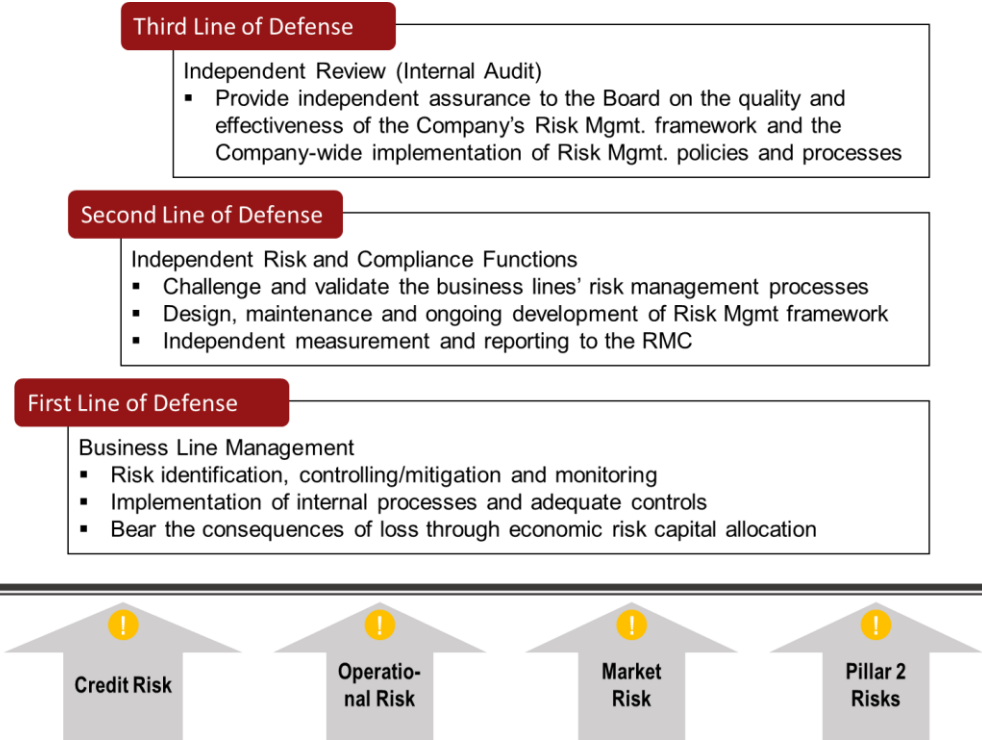 Third Line of Defense
Independent Review (Internal Audit)
▪ Provide independent assurance to the Board on the quality and
effectiveness of the Company’s Risk Mgmt. framework and the
Company-wide implementation of Risk Mgmt. policies and processes
Second Line of Defense
Independent Risk and Compliance Functions
▪ Challenge and validate the business lines’ risk management processes
▪ Design, maintenance and ongoing development of Risk Mgmt framework
▪ Independent measurement and reporting to the RMC
First Line of Defense
Business Line Management
▪ Risk identification, controlling/mitigation and monitoring
▪ Implementation of internal processes and adequate controls
▪ Bear the consequences of loss through economic risk capital allocation
!
Credit Risk
!
Operatio-
nal Risk
!
Market
Risk
!
Pillar 2
Risks